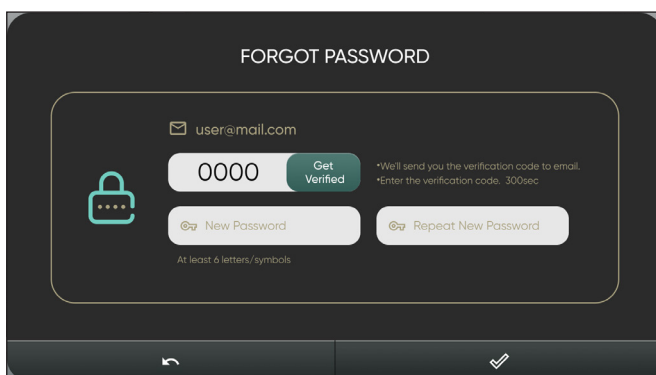 FORGOT PASSWORD
user@mail.com
0000
Get
Verified
•We'll send you the verification code to email.
•Enter the verification code. 300sec
New Password
Repeat New Password
At least 6 letters/symbols